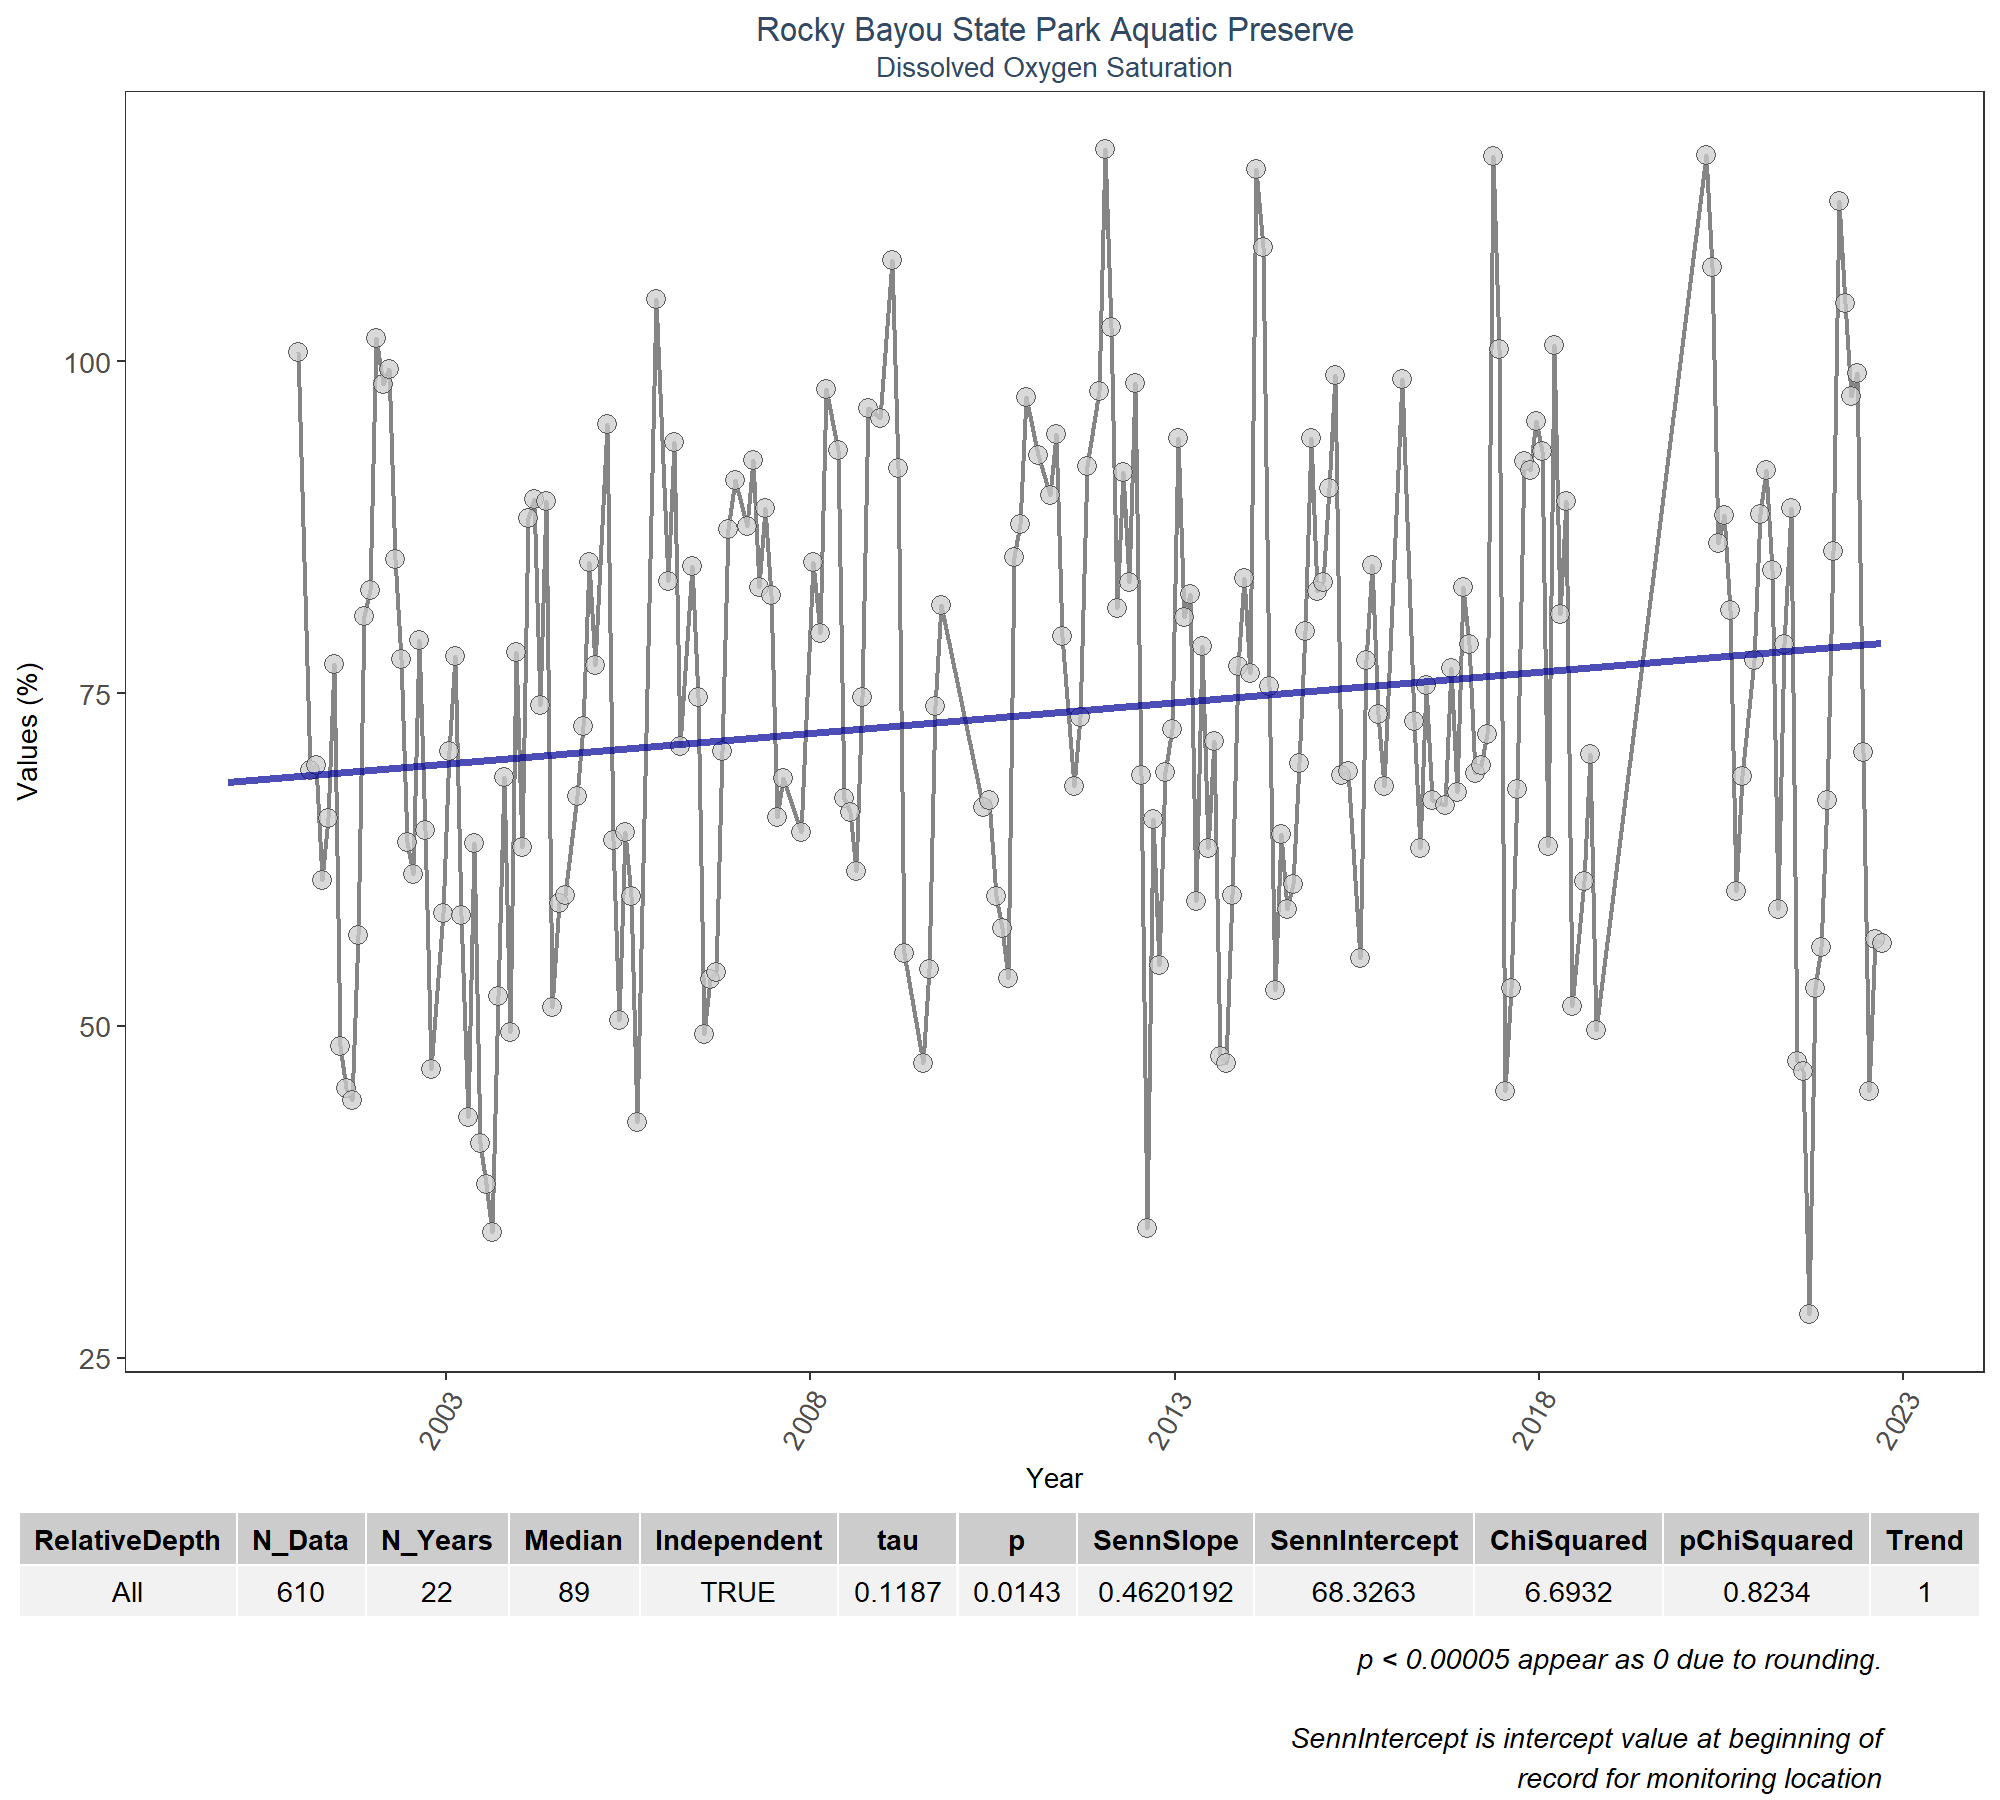 Rocky Bayou State Park Aquatic Preserve
Dissolved Oxygen Saturation
Values (%)
100
75
50
25
2003
2008
2013
2018
2023
Year
RelativeDepth N_Data N_Years Median Independent tau p SennSlope SennIntercept ChiSquared pChiSquared Trend
All 610 22 89 TRUE 0.1187 0.0143 0.4620192 68.3263 6.6932 0.8234 1
p < 0.00005 appear as 0 due to rounding.
SennIntercept is intercept value at beginning of
record for monitoring location